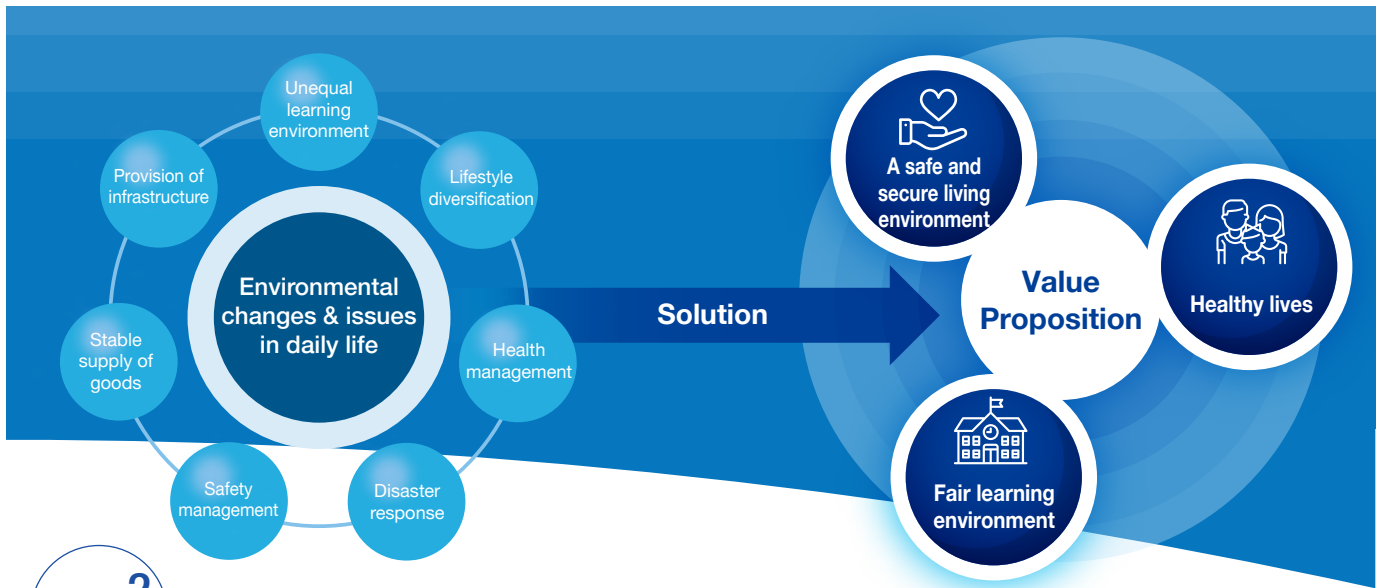 Unequal
learning
environment
Lifestyle
diversification
Health
management
Disaster
response
Safety
management
Stable
supply of
goods
Provision of
infrastructure
Environmental
changes & issues
in daily life
Solution
Value
Proposition
A safe and
secure living
environment
Healthy lives
Fair learning
environment